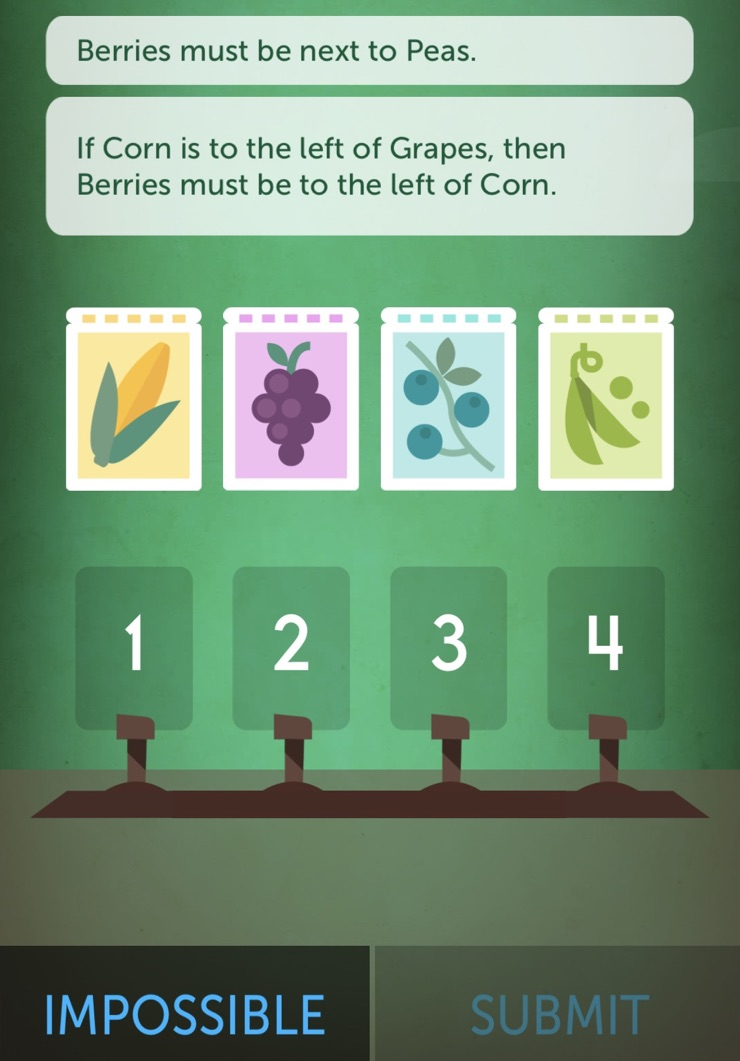 Berries must be next to Peas.
If Corn is to the left of Grapes, then
Berries must be to the left of Corn.
1 2 3 4
IMPOSSIBLE SUBMIT